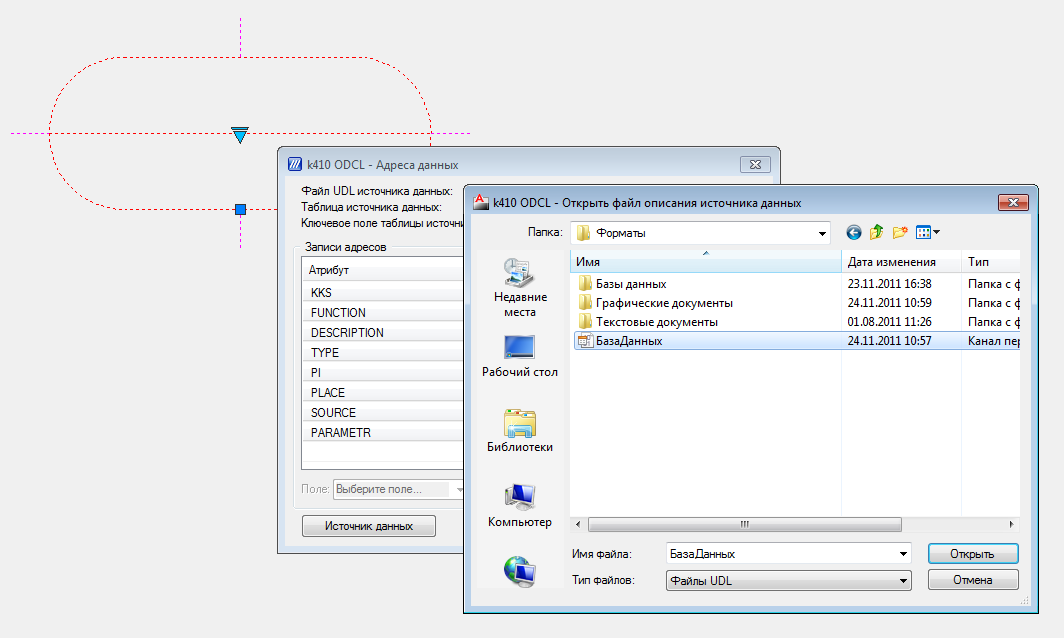 k410 ODCL - Адреса данных
Файл UDL источника данных:
Таблица источника данных:
Ключевое поле таблицы источни
Записи адресов
Атрибут
KKS
FUNCTION
DESCRIPTION
TYPE
PI
PLACE
SOURCE
PARAMETR
Поле: Выберите поле...
Источник данных
k410 ODCL - Открыть файл описания источника данных
Папка: Форматы
Недавние
места
Рабочий стол
Библиотеки
Компьютер
Имя Дата изменения Тип
Базы данных 23.11.2011 16:38 Папка с ф
Графические документы 24.11.2011 10:59 Папка с ф
Текстовые документы 01.08.2011 11:26 Папка с ф
БазаДанных 24.11.2011 10:57 Канал пер
Имя файла: БазаДанных Открыть
Тип файлов: Файлы UDL Отмена